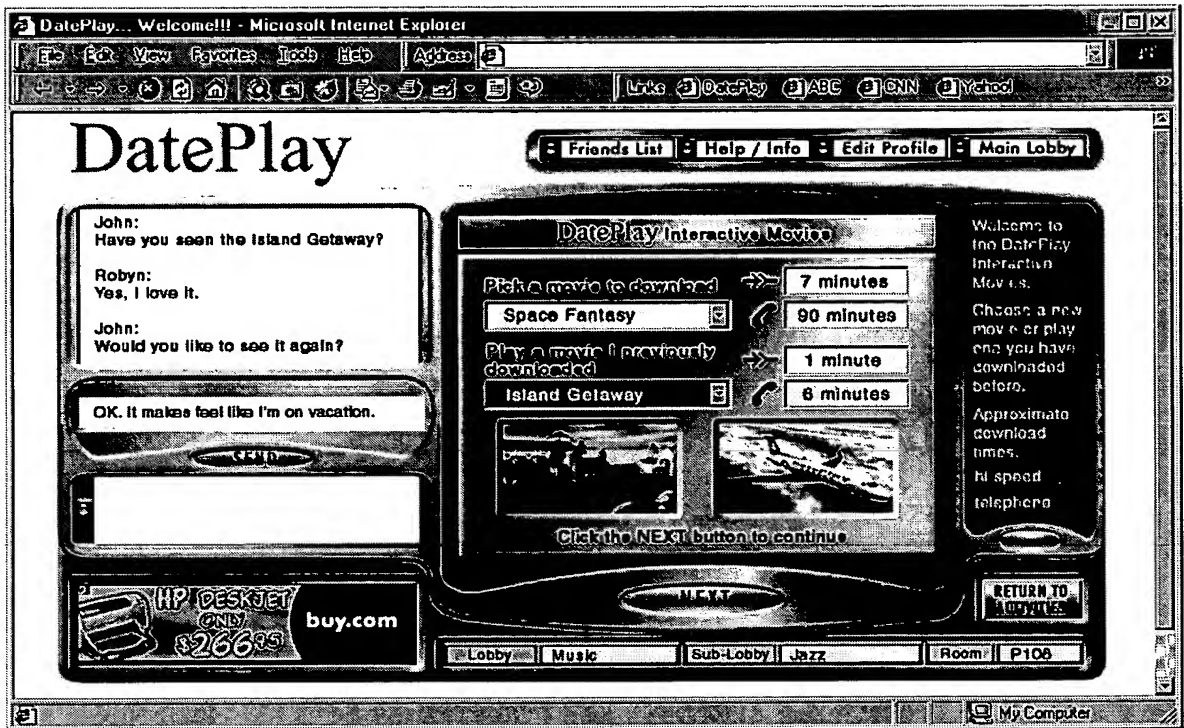 DatePlay... Welcome!!! - Microsoft Internet Explorer
File Edit View Favorites Tools Help Address
Links DatePlay ABC CNN Yahoo!
DatePlay
Friends List Help / Info Edit Profile Main Lobby
John:
Have you seen the Island Getaway?
Robyn:
Yes, I love it.
John:
Would you like to see it again?
OK. It makes feel like I'm on vacation.
SEND
HP DESKJET
ONLY
$266.95
buy.com
DatePlay Interactive Movies
Pick a movie to download 7 minutes
Space Fantasy 90 minutes
Play a movie I previously
downloaded 1 minute
Island Getaway 6 minutes
Click the NEXT button to continue
NEXT
Welcome to
the DatePlay
Interactive
Movies.
Choose a new
movie or play
one you have
downloaded
before.
Approximate
download
times.
hi speed
telephone
RETURN TO
ACTIVITIES
Lobby Music Sub-Lobby Jazz Room P106
My Computer